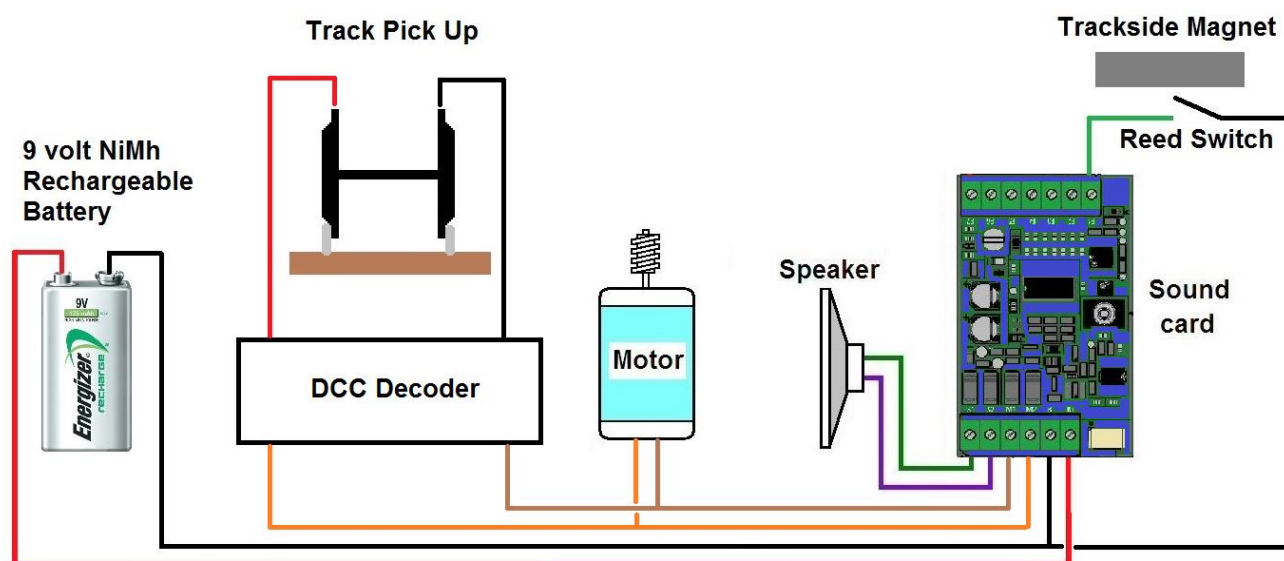 Track Pick Up
Trackside Magnet
Reed Switch
9 volt NiMh
Rechargeable
Battery
9V
Energizer
RECHARGE
DCC Decoder
Motor
Speaker
Sound
card